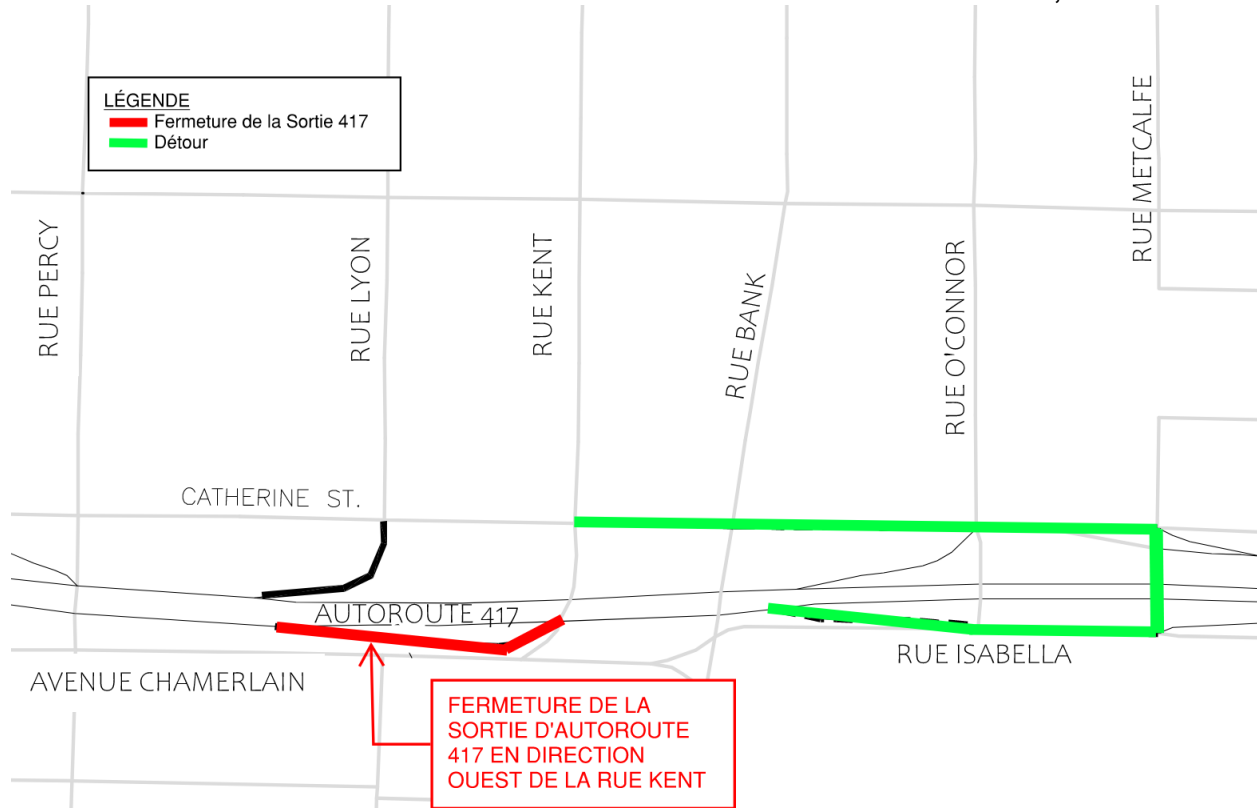 LÉGENDE
Fermeture de la Sortie 417
Détour
RUE PERCY
RUE LYON
RUE KENT
RUE BANK
RUE O'CONNOR
RUE METCALFE
CATHERINE ST.
AUTOROUTE 417
RUE ISABELLA
AVENUE CHAMERLAIN
FERMETURE DE LA
SORTIE D'AUTOROUTE
417 EN DIRECTION
OUEST DE LA RUE KENT